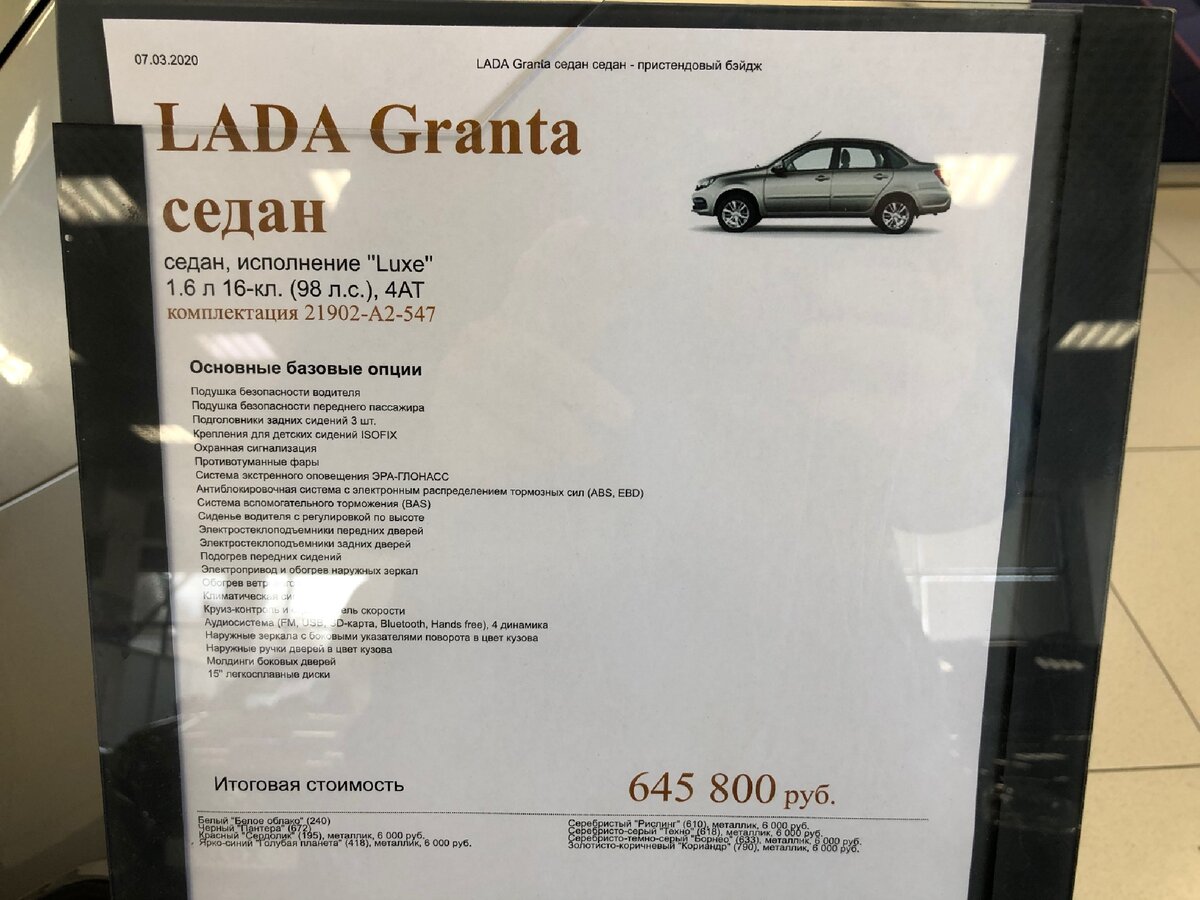 07.03.2020
LADA Granta седан седан - пристендовый бэйдж
LADA Granta
седан
седан, исполнение "Luxe"
1.6 л 16-кл. (98 л.с.), 4АТ
комплектация 21902-A2-547
Основные базовые опции
Подушка безопасности водителя
Подушка безопасности переднего пассажира
Подголовники задних сидений 3 шт.
Крепления для детских сидений ISOFIX
Охранная сигнализация
Противотуманные фары
Система экстренного оповещения ЭРА-ГЛОНАСС
Антиблокировочная система с электронным распределением тормозных сил (ABS, EBD)
Система вспомогательного торможения (BAS)
Сиденье водителя с регулировкой по высоте
Электростеклоподъемники передних дверей
Электростеклоподъемники задних дверей
Подогрев передних сидений
Электропривод и обогрев наружных зеркал
Обогрев
Климатическая
Круиз-контроль и скорости
Аудиосистема (FM, USB, SD-карта, Bluetooth, Hands free), 4 динамика
Наружные зеркала с боковыми указателями поворота в цвет кузова
Наружные ручки дверей в цвет кузова
Молдинги боковых дверей
15" легкосплавные диски
Итоговая стоимость 645 800 руб.
Белый "Белое облако" (240)
Черный "Пантера" (672)
Красный "Сердолик" (195), металлик, 6 000 руб.
Ярко-синий "Голубая планета" (418), металлик, 6 000 руб.
Серебристый "Рислинг" (610), металлик, 6 000 руб.
Серебристо-серый "Техно" (618), металлик, 6 000 руб.
Серебристо-темно-серый "Борнео" (633), металлик, 6 000 руб.
Золотисто-коричневый "Кориандр" (790), металлик, 6 000 руб.